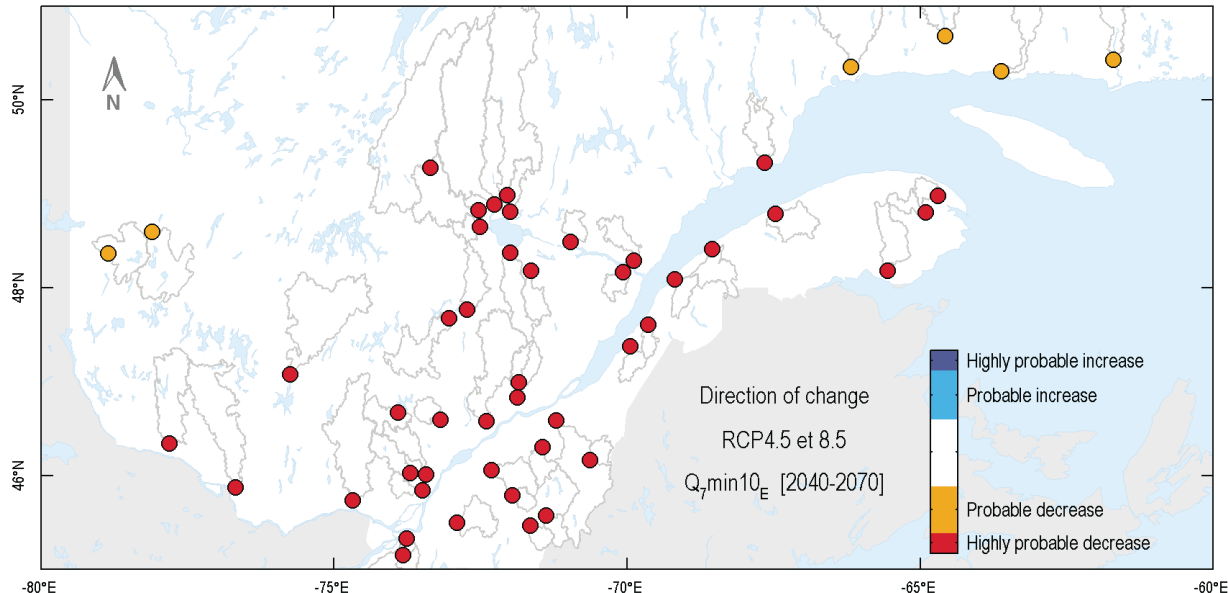 N
50°N
48°N
46°N
-80°E
-75°E
-70°E
-65°E
-60°E
Direction of change
RCP4.5 et 8.5
Q7min10E [2040-2070]
Highly probable increase
Probable increase
Probable decrease
Highly probable decrease